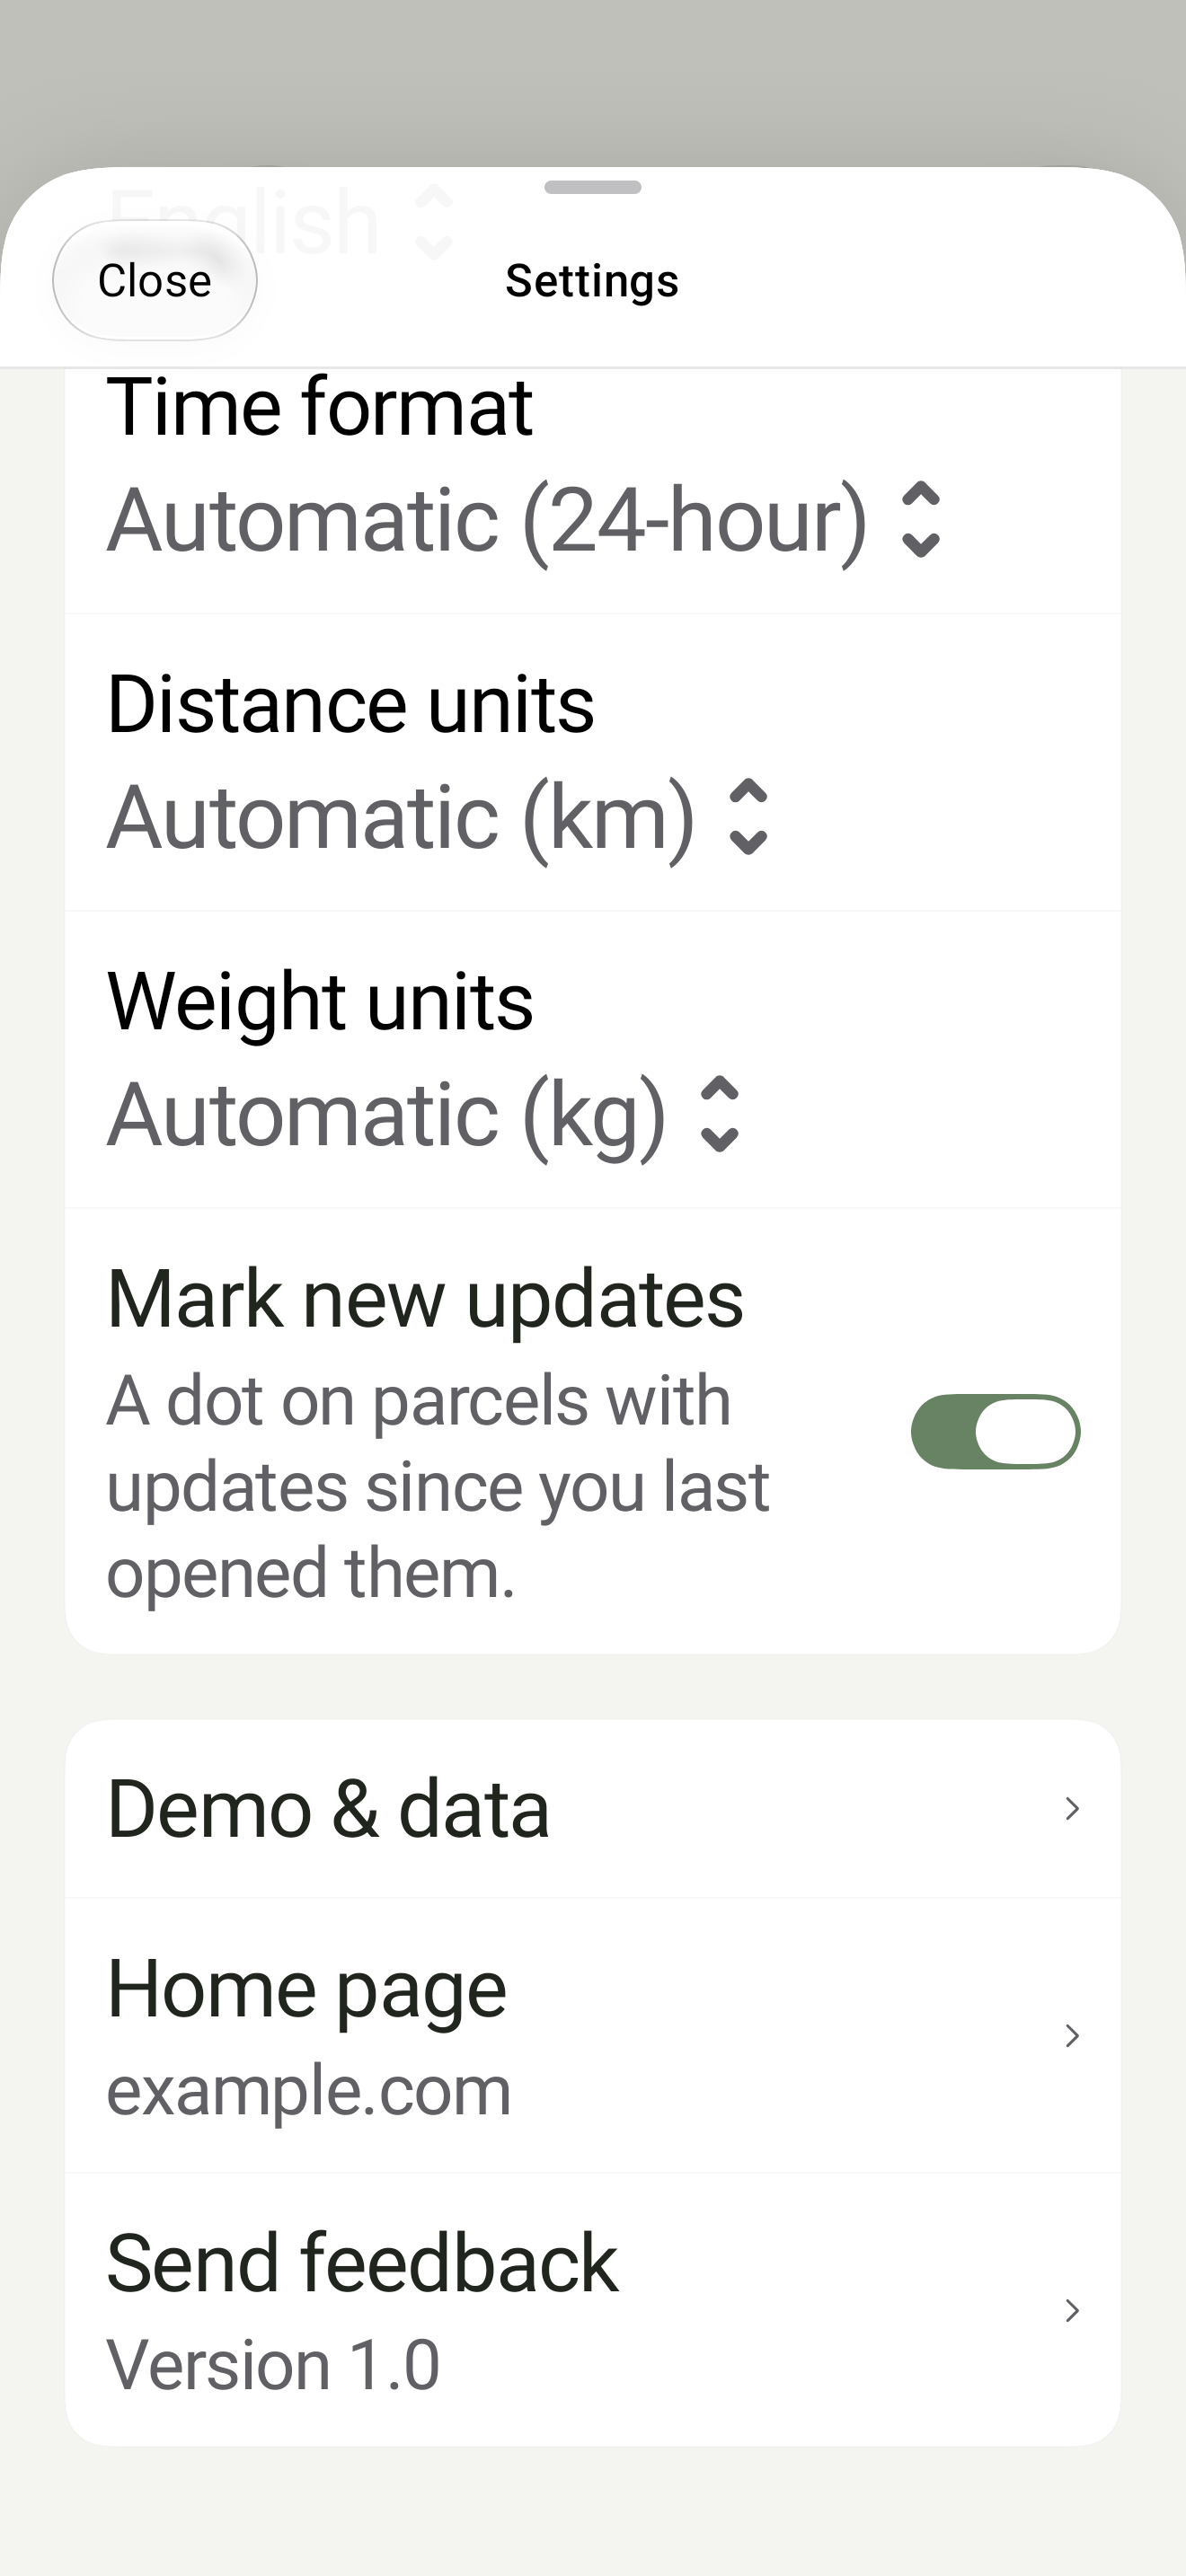 English
Close
Settings
Time format
Automatic (24-hour)
Distance units
Automatic (km)
Weight units
Automatic (kg)
Mark new updates
A dot on parcels with
updates since you last
opened them.
Demo & data
Home page
example.com
Send feedback
Version 1.0